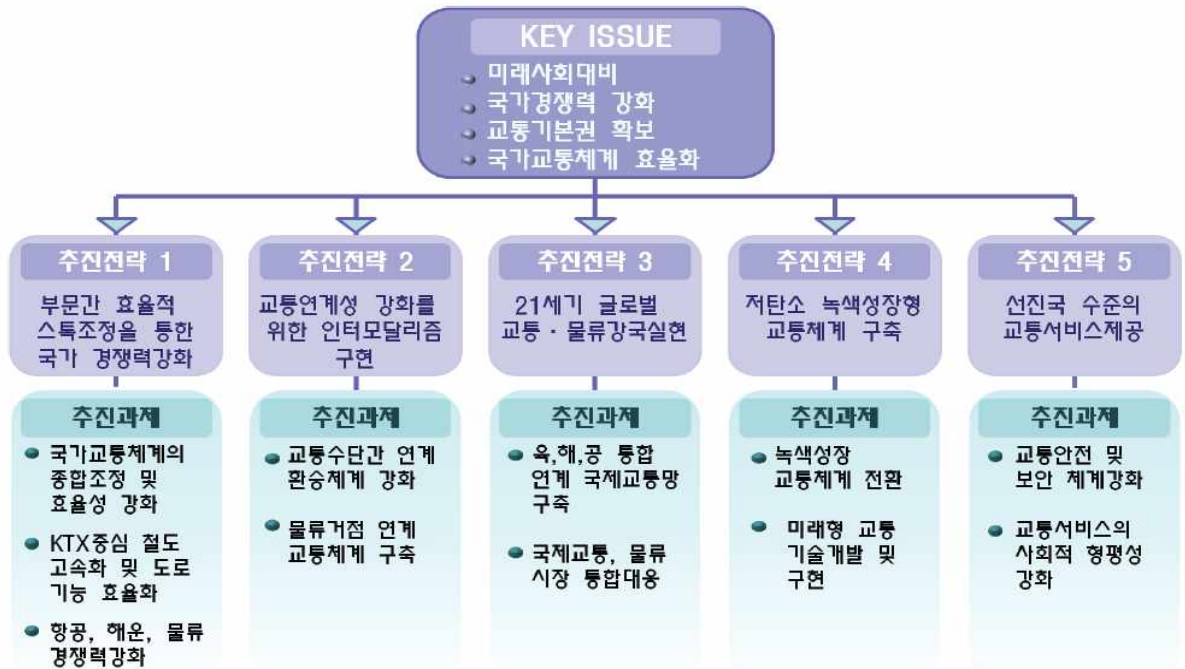 KEY ISSUE
미래사회대비
국가경쟁력 강화
교통기본권 확보
국가교통체계 효율화
추진전략 1
부문간 효율적
스톡조정을 통한
국가 경쟁력강화
추진과제
국가교통체계의
종합조정 및
효율성 강화
KTX중심 철도
고속화 및 도로
기능 효율화
항공, 해운, 물류
경쟁력강화
추진전략 2
교통연계성 강화를
위한 인터모달리즘
구현
추진과제
교통수단간 연계
환승체계 강화
물류거점 연계
교통체계 구축
추진전략 3
21세기 글로벌
교통 · 물류강국실현
추진과제
육,해,공 통합
연계 국제교통망
구축
국제교통, 물류
시장 통합대응
추진전략 4
저탄소 녹색성장형
교통체계 구축
추진과제
녹색성장
교통체계 전환
미래형 교통
기술개발 및
구현
추진전략 5
선진국 수준의
교통서비스제공
추진과제
교통안전 및
보안 체계강화
교통서비스의
사회적 형평성
강화